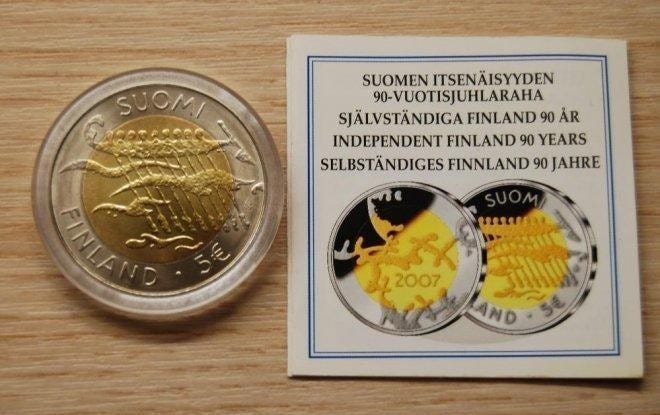 SUOMI
FINLAND · 5€
SUOMEN ITSENÄISYYDEN
90-VUOTISJUHLARAHA
SJÄLVSTÄNDIGA FINLAND 90 ÅR
INDEPENDENT FINLAND 90 YEARS
SELBSTÄNDIGES FINNLAND 90 JAHRE
2007
SUOMI
LAND · 5€